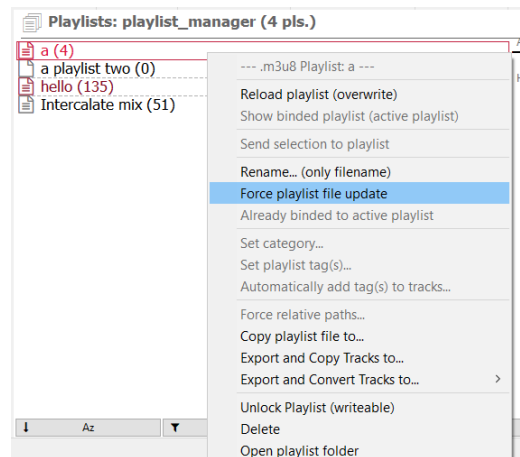 Playlists: playlist_manager (4 pls.)
a (4)
a playlist two (0)
hello (135)
Intercalate mix (51)
--- .m3u8 Playlist: a ---
Reload playlist (overwrite)
Show binded playlist (active playlist)
Send selection to playlist
Rename... (only filename)
Force playlist file update
Already binded to active playlist
Set category...
Set playlist tag(s)...
Automatically add tag(s) to tracks...
Force relative paths...
Copy playlist file to...
Export and Copy Tracks to...
Export and Convert Tracks to...
Unlock Playlist (writeable)
Delete
Open playlist folder
Az